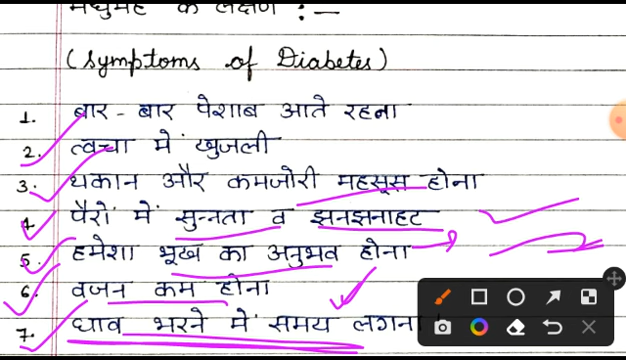 मधुमेह के लक्षण :—
(Symptoms of Diabetes)
1. बार - बार पेशाब आते रहना
2. त्वचा में खुजली
3. थकान और कमजोरी महसूस होना
4. पैरों में सुन्नता व झनझनाहट
5. हमेशा भूख का अनुभव होना
6. वजन कम होना
7. घाव भरने में समय लगना